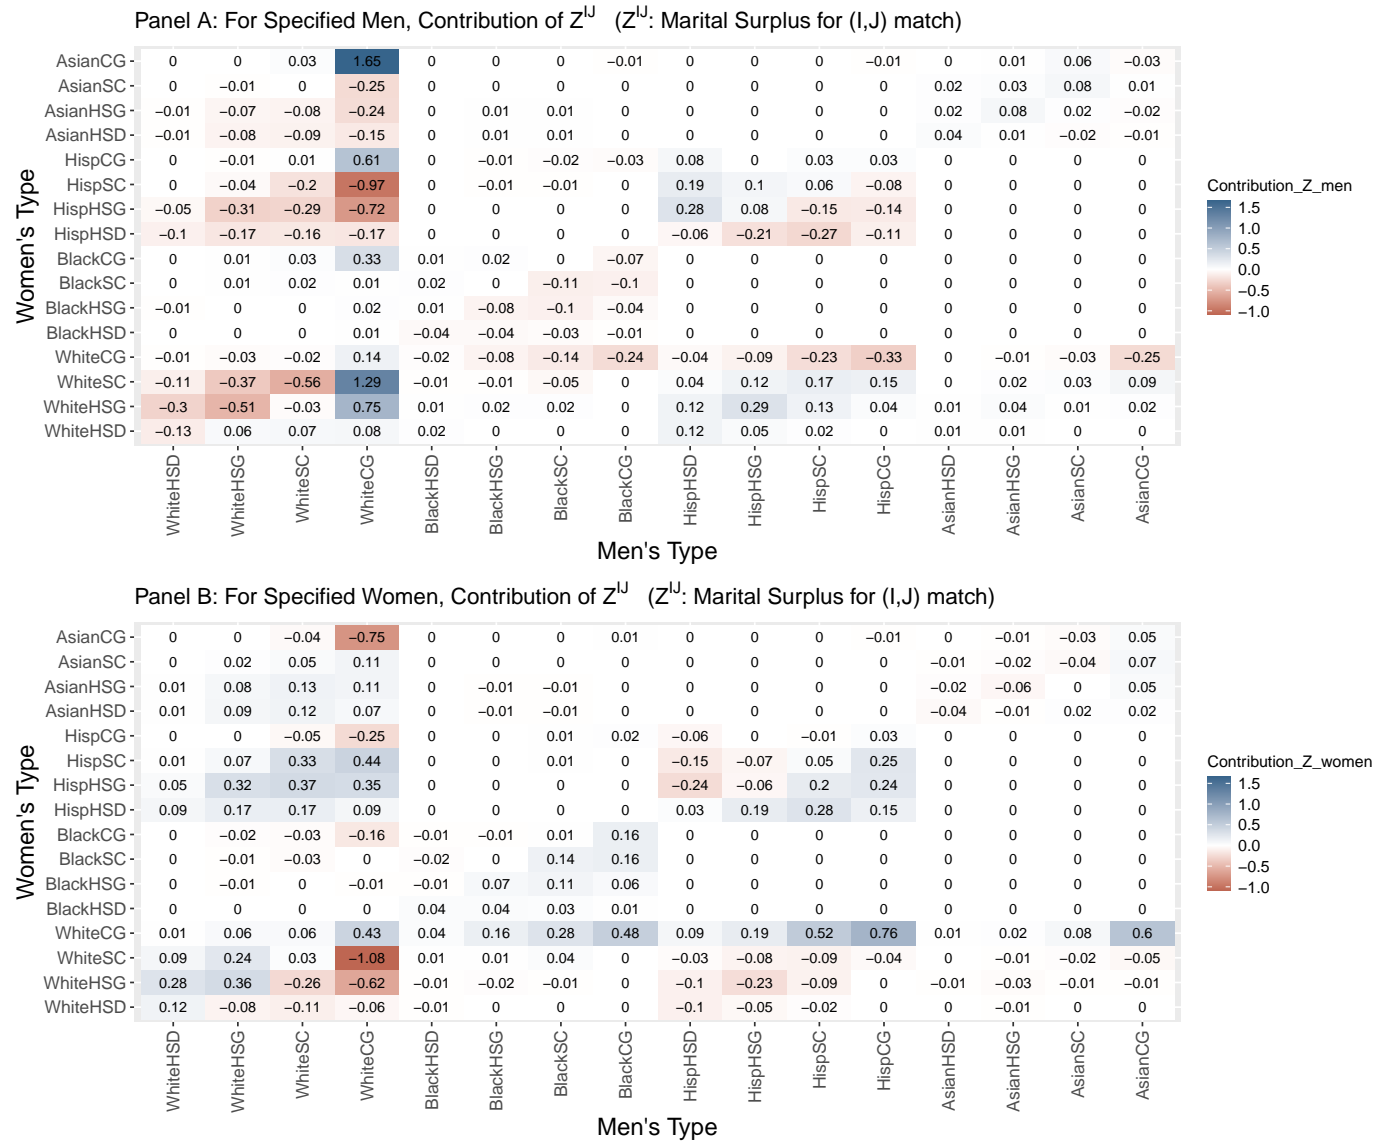 Panel A: For Specified Men, Contribution of Z^IJ (Z^IJ: Marital Surplus for (I,J) match)
Women's Type
AsianCG 0 0 0.03 1.65 0 0 0 −0.01 0 0 0 −0.01 0 0.01 0.06 −0.03
AsianSC 0 −0.01 0 −0.25 0 0 0 0 0 0 0 0 0.02 0.03 0.08 0.01
AsianHSG −0.01 −0.07 −0.08 −0.24 0 0.01 0.01 0 0 0 0 0 0.02 0.08 0.02 −0.02
AsianHSD −0.01 −0.08 −0.09 −0.15 0 0.01 0.01 0 0 0 0 0 0.04 0.01 −0.02 −0.01
HispCG 0 −0.01 0.01 0.61 0 −0.01 −0.02 −0.03 0.08 0 0.03 0.03 0 0 0 0
HispSC 0 −0.04 −0.2 −0.97 0 −0.01 −0.01 0 0.19 0.1 0.06 −0.08 0 0 0 0
HispHSG −0.05 −0.31 −0.29 −0.72 0 0 0 0 0.28 0.08 −0.15 −0.14 0 0 0 0
HispHSD −0.1 −0.17 −0.16 −0.17 0 0 0 0 −0.06 −0.21 −0.27 −0.11 0 0 0 0
BlackCG 0 0.01 0.03 0.33 0.01 0.02 0 −0.07 0 0 0 0 0 0 0 0
BlackSC 0 0.01 0.02 0.01 0.02 0 −0.11 −0.1 0 0 0 0 0 0 0 0
BlackHSG −0.01 0 0 0.02 0.01 −0.08 −0.1 −0.04 0 0 0 0 0 0 0 0
BlackHSD 0 0 0 0.01 −0.04 −0.04 −0.03 −0.01 0 0 0 0 0 0 0 0
WhiteCG −0.01 −0.03 −0.02 0.14 −0.02 −0.08 −0.14 −0.24 −0.04 −0.09 −0.23 −0.33 0 −0.01 −0.03 −0.25
WhiteSC −0.11 −0.37 −0.56 1.29 −0.01 −0.01 −0.05 0 0.04 0.12 0.17 0.15 0 0.02 0.03 0.09
WhiteHSG −0.3 −0.51 −0.03 0.75 0.01 0.02 0.02 0 0.12 0.29 0.13 0.04 0.01 0.04 0.01 0.02
WhiteHSD −0.13 0.06 0.07 0.08 0.02 0 0 0 0.12 0.05 0.02 0 0.01 0.01 0 0
WhiteHSD WhiteHSG WhiteSC WhiteCG BlackHSD BlackHSG BlackSC BlackCG HispHSD HispHSG HispSC HispCG AsianHSD AsianHSG AsianSC AsianCG
Men's Type
Contribution_Z_men
1.5
1.0
0.5
0.0
−0.5
−1.0
Panel B: For Specified Women, Contribution of Z^IJ (Z^IJ: Marital Surplus for (I,J) match)
Women's Type
AsianCG 0 0 −0.04 −0.75 0 0 0 0.01 0 0 0 −0.01 0 −0.01 −0.03 0.05
AsianSC 0 0.02 0.05 0.11 0 0 0 0 0 0 0 0 −0.01 −0.02 −0.04 0.07
AsianHSG 0.01 0.08 0.13 0.11 0 −0.01 −0.01 0 0 0 0 0 −0.02 −0.06 0 0.05
AsianHSD 0.01 0.09 0.12 0.07 0 −0.01 −0.01 0 0 0 0 0 −0.04 −0.01 0.02 0.02
HispCG 0 0 −0.05 −0.25 0 0 0.01 0.02 −0.06 0 −0.01 0.03 0 0 0 0
HispSC 0.01 0.07 0.33 0.44 0 0 0.01 0 −0.15 −0.07 0.05 0.25 0 0 0 0
HispHSG 0.05 0.32 0.37 0.35 0 0 0 0 −0.24 −0.06 0.2 0.24 0 0 0 0
HispHSD 0.09 0.17 0.17 0.09 0 0 0 0 0.03 0.19 0.28 0.15 0 0 0 0
BlackCG 0 −0.02 −0.03 −0.16 −0.01 −0.01 0.01 0.16 0 0 0 0 0 0 0 0
BlackSC 0 −0.01 −0.03 0 −0.02 0 0.14 0.16 0 0 0 0 0 0 0 0
BlackHSG 0 −0.01 0 −0.01 −0.01 0.07 0.11 0.06 0 0 0 0 0 0 0 0
BlackHSD 0 0 0 0 0.04 0.04 0.03 0.01 0 0 0 0 0 0 0 0
WhiteCG 0.01 0.06 0.06 0.43 0.04 0.16 0.28 0.48 0.09 0.19 0.52 0.76 0.01 0.02 0.08 0.6
WhiteSC 0.09 0.24 0.03 −1.08 0.01 0.01 0.04 0 −0.03 −0.08 −0.09 −0.04 0 −0.01 −0.02 −0.05
WhiteHSG 0.28 0.36 −0.26 −0.62 −0.01 −0.02 −0.01 0 −0.1 −0.23 −0.09 0 −0.01 −0.03 −0.01 −0.01
WhiteHSD 0.12 −0.08 −0.11 −0.06 −0.01 0 0 0 −0.1 −0.05 −0.02 0 0 −0.01 0 0
WhiteHSD WhiteHSG WhiteSC WhiteCG BlackHSD BlackHSG BlackSC BlackCG HispHSD HispHSG HispSC HispCG AsianHSD AsianHSG AsianSC AsianCG
Men's Type
Contribution_Z_women
1.5
1.0
0.5
0.0
−0.5
−1.0